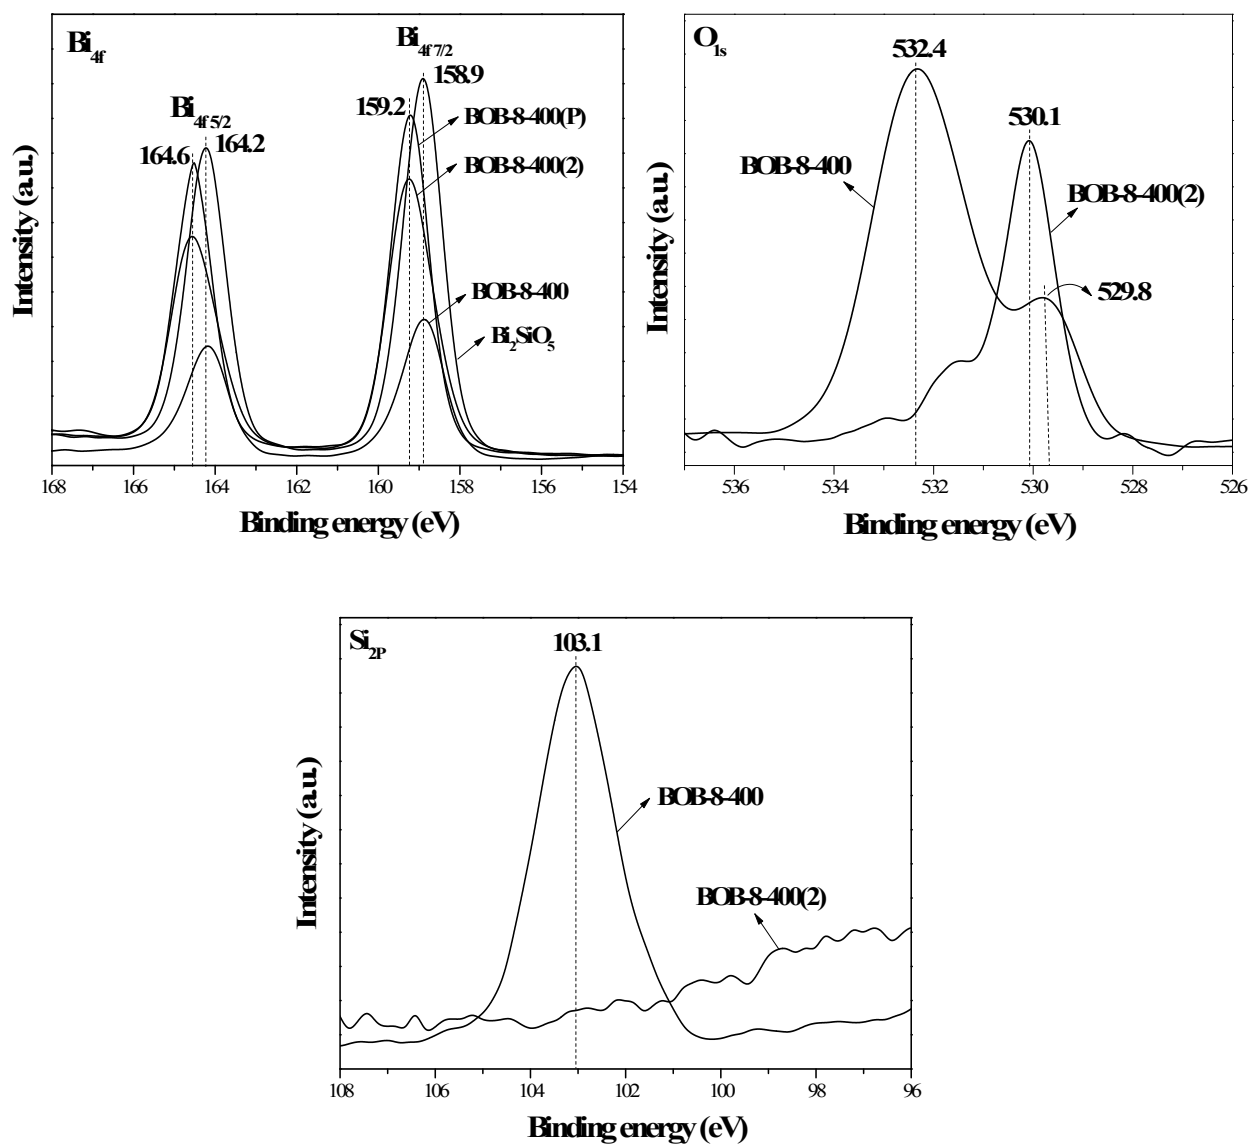 Bi4f
Bi4f 7/2
158.9
159.2
BOB-8-400(P)
Bi4f 5/2
164.6
164.2
BOB-8-400(2)
BOB-8-400
Bi2SiO5
Intensity (a.u.)
168 166 164 162 160 158 156 154
Binding energy (eV)
O1s
532.4
530.1
BOB-8-400
BOB-8-400(2)
529.8
Intensity (a.u.)
536 534 532 530 528 526
Binding energy (eV)
Si2P
103.1
BOB-8-400
BOB-8-400(2)
Intensity (a.u.)
108 106 104 102 100 98 96
Binding energy (eV)